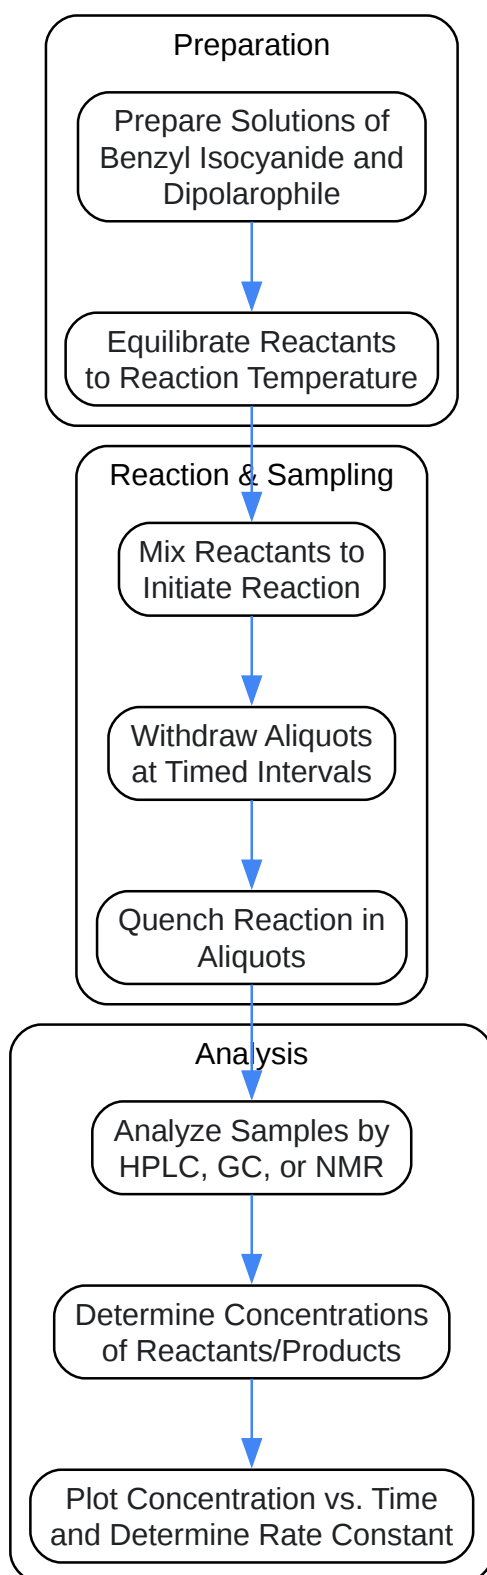 Preparation
Prepare Solutions of
Benzyl Isocyanide and
Dipolarophile
Equilibrate Reactants
to Reaction Temperature
Reaction & Sampling
Mix Reactants to
Initiate Reaction
Withdraw Aliquots
at Timed Intervals
Quench Reaction in
Aliquots
Analysis
Analyze Samples by
HPLC, GC, or NMR
Determine Concentrations
of Reactants/Products
Plot Concentration vs. Time
and Determine Rate Constant